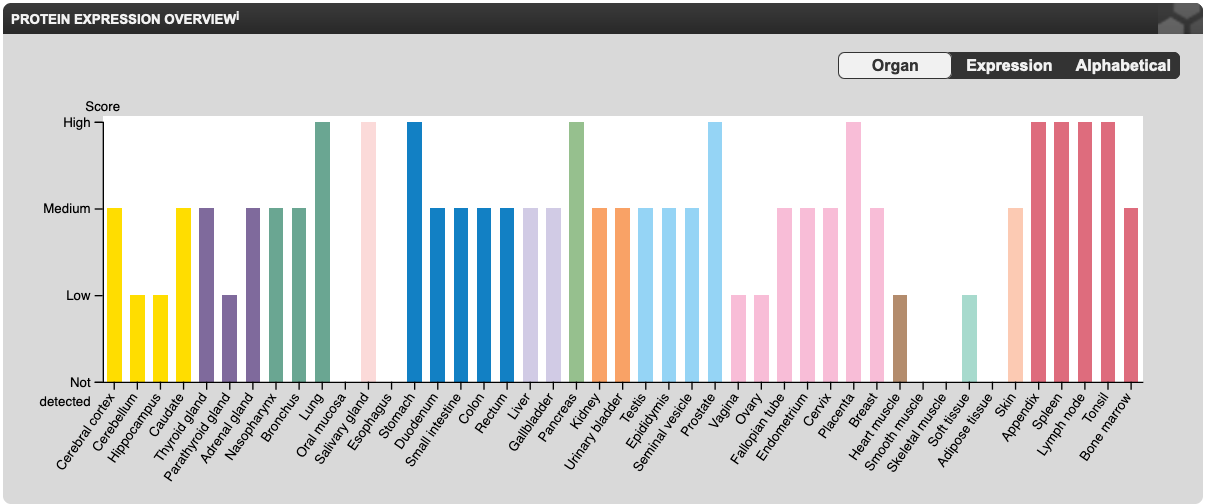 PROTEIN EXPRESSION OVERVIEWi
Organ Expression Alphabetical
Score
High
Medium
Low
Not
detected
Cerebral cortex
Cerebellum
Hippocampus
Caudate
Thyroid gland
Parathyroid gland
Adrenal gland
Nasopharynx
Bronchus
Lung
Oral mucosa
Salivary gland
Esophagus
Stomach
Duodenum
Small intestine
Colon
Rectum
Liver
Gallbladder
Pancreas
Kidney
Urinary bladder
Testis
Epididymis
Seminal vesicle
Prostate
Vagina
Ovary
Fallopian tube
Endometrium
Cervix
Placenta
Breast
Heart muscle
Smooth muscle
Skeletal muscle
Soft tissue
Adipose tissue
Skin
Appendix
Spleen
Lymph node
Tonsil
Bone marrow